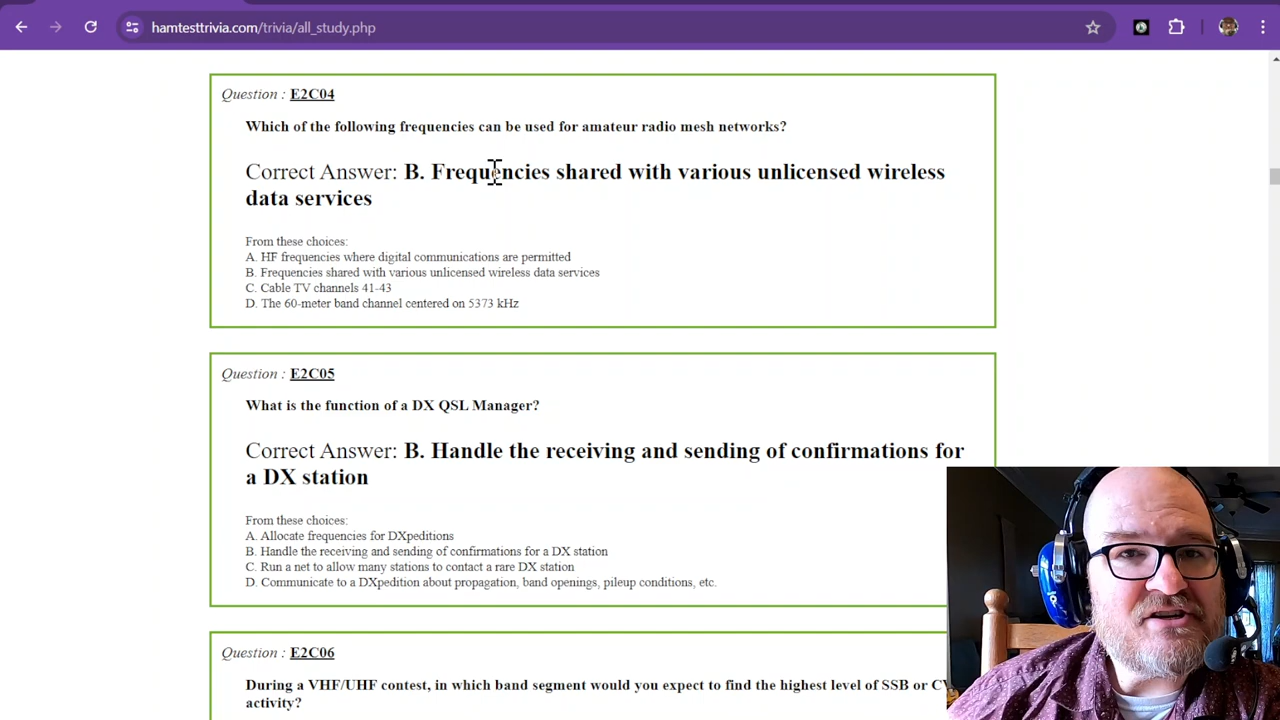 hamtesttrivia.com/trivia/all_study.php
Question : E2C04
Which of the following frequencies can be used for amateur radio mesh networks?
Correct Answer: B. Frequencies shared with various unlicensed wireless
data services
From these choices:
A. HF frequencies where digital communications are permitted
B. Frequencies shared with various unlicensed wireless data services
C. Cable TV channels 41-43
D. The 60-meter band channel centered on 5373 kHz
Question : E2C05
What is the function of a DX QSL Manager?
Correct Answer: B. Handle the receiving and sending of confirmations for
a DX station
From these choices:
A. Allocate frequencies for DXpeditions
B. Handle the receiving and sending of confirmations for a DX station
C. Run a net to allow many stations to contact a rare DX station
D. Communicate to a DXpedition about propagation, band openings, pileup conditions, etc.
Question : E2C06
During a VHF/UHF contest, in which band segment would you expect to find the highest level of SSB or
activity?